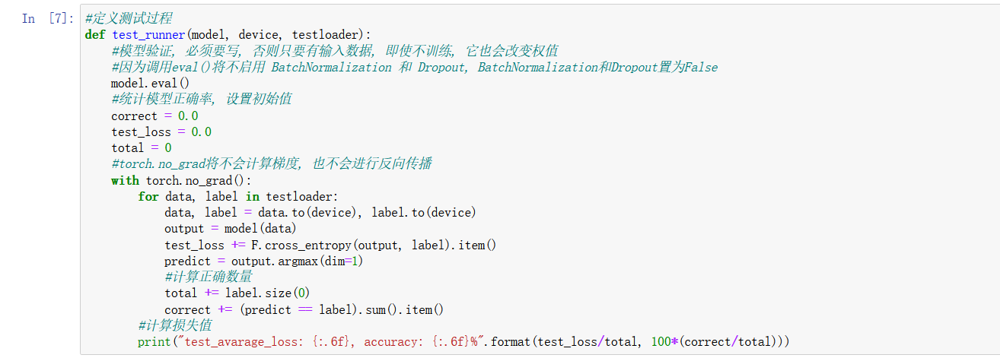 In [7]: #定义测试过程
def test_runner(model, device, testloader):
    #模型验证, 必须要写, 否则只要有输入数据, 即使不训练, 它也会改变权值
    #因为调用eval()将不启用 BatchNormalization 和 Dropout, BatchNormalization和Dropout置为False
    model.eval()
    #统计模型正确率, 设置初始值
    correct = 0.0
    test_loss = 0.0
    total = 0
    #torch.no_grad将不会计算梯度, 也不会进行反向传播
    with torch.no_grad():
        for data, label in testloader:
            data, label = data.to(device), label.to(device)
            output = model(data)
            test_loss += F.cross_entropy(output, label).item()
            predict = output.argmax(dim=1)
            #计算正确数量
            total += label.size(0)
            correct += (predict == label).sum().item()
        #计算损失值
        print("test_avarage_loss: {:.6f}, accuracy: {:.6f}%".format(test_loss/total, 100*(correct/total)))